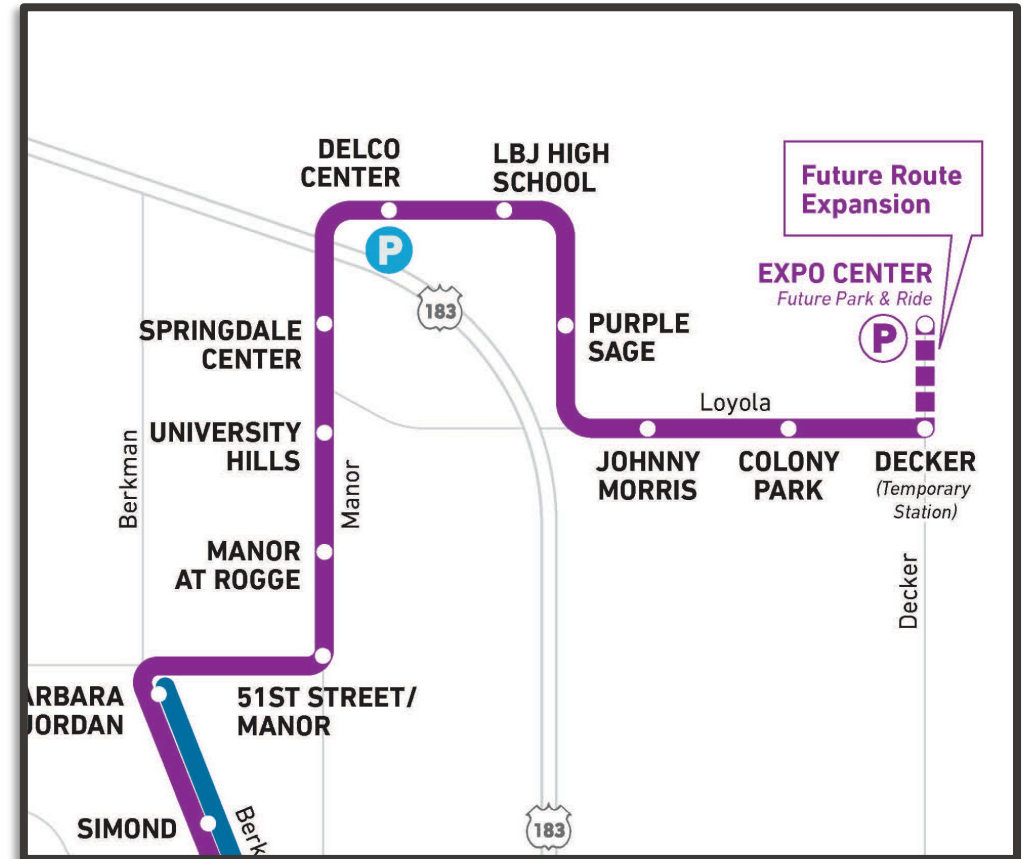 DELCO
CENTER
LBJ HIGH
SCHOOL
Future Route
Expansion
P
183
EXPO CENTER
Future Park & Ride
P
SPRINGDALE
CENTER
PURPLE
SAGE
Loyola
UNIVERSITY
HILLS
Berkman
Manor
JOHNNY
MORRIS
COLONY
PARK
DECKER
(Temporary
Station)
MANOR
AT ROGGE
Decker
ARBARA
JORDAN
51ST STREET/
MANOR
SIMOND
Berk
183